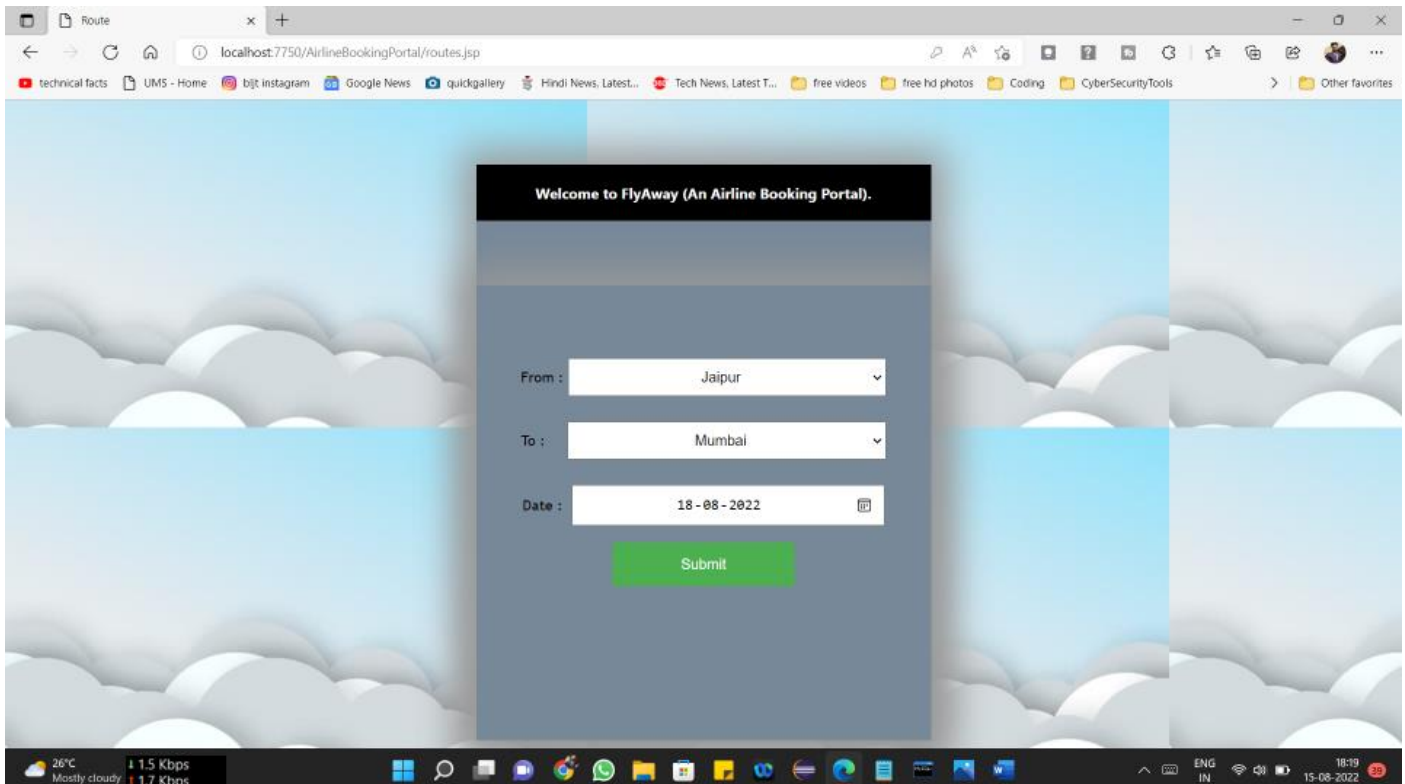 Route
localhost:7750/AirlineBookingPortal/routes.jsp
technical facts UMS - Home bjjt instagram Google News quickgallery Hindi News, Latest... Tech News, Latest T... free videos free hd photos Coding CyberSecurityTools Other favorites
Welcome to FlyAway (An Airline Booking Portal).
From : Jaipur
To : Mumbai
Date : 18-08-2022
Submit
26°C
Mostly cloudy
1.5 Kbps
1.7 Kbps
ENG
IN
18:19
15-08-2022
39